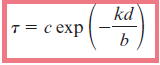 τ = c exp(−kd/b)